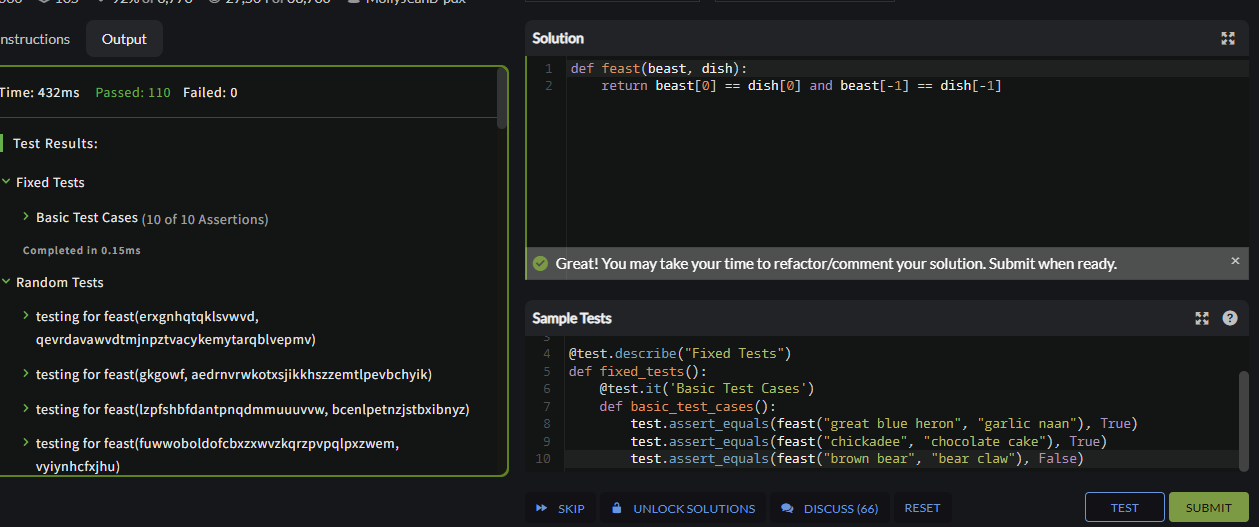 nstructions
Output
Time: 432ms Passed: 110 Failed: 0
Test Results:
Fixed Tests
Basic Test Cases (10 of 10 Assertions)
Completed in 0.15ms
Random Tests
testing for feast(erxgnhqtqklsvwvd,
qevrdavawvdtmjnpztvacykemytarqblvepmv)
testing for feast(gkgowf, aedrnvrwkotxsjikkhszzemtlpevbchyik)
testing for feast(lzpfshbfdantpnqdmmuuuvvw, bcenlpetnzjstbxibnyz)
testing for feast(fuwwoboldofcbxzxwvzkqrzpvpqlpxzwem,
vyiynhcfxjhu)
Solution
1 def feast(beast, dish):
2 return beast[0] == dish[0] and beast[-1] == dish[-1]
Great! You may take your time to refactor/comment your solution. Submit when ready.
Sample Tests
4 @test.describe("Fixed Tests")
5 def fixed_tests():
6 @test.it('Basic Test Cases')
7 def basic_test_cases():
8 test.assert_equals(feast("great blue heron", "garlic naan"), True)
9 test.assert_equals(feast("chickadee", "chocolate cake"), True)
10 test.assert_equals(feast("brown bear", "bear claw"), False)
SKIP
UNLOCK SOLUTIONS
DISCUSS (66)
RESET
TEST
SUBMIT